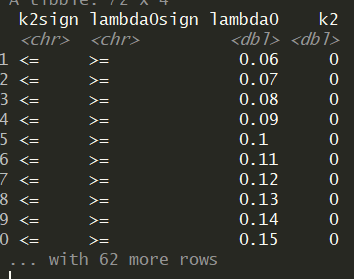 A tibble: 72 x 4
k2sign lambda0sign lambda0 k2
<chr> <chr> <dbl> <dbl>
1 <= >= 0.06 0
2 <= >= 0.07 0
3 <= >= 0.08 0
4 <= >= 0.09 0
5 <= >= 0.1 0
6 <= >= 0.11 0
7 <= >= 0.12 0
8 <= >= 0.13 0
9 <= >= 0.14 0
0 <= >= 0.15 0
... with 62 more rows